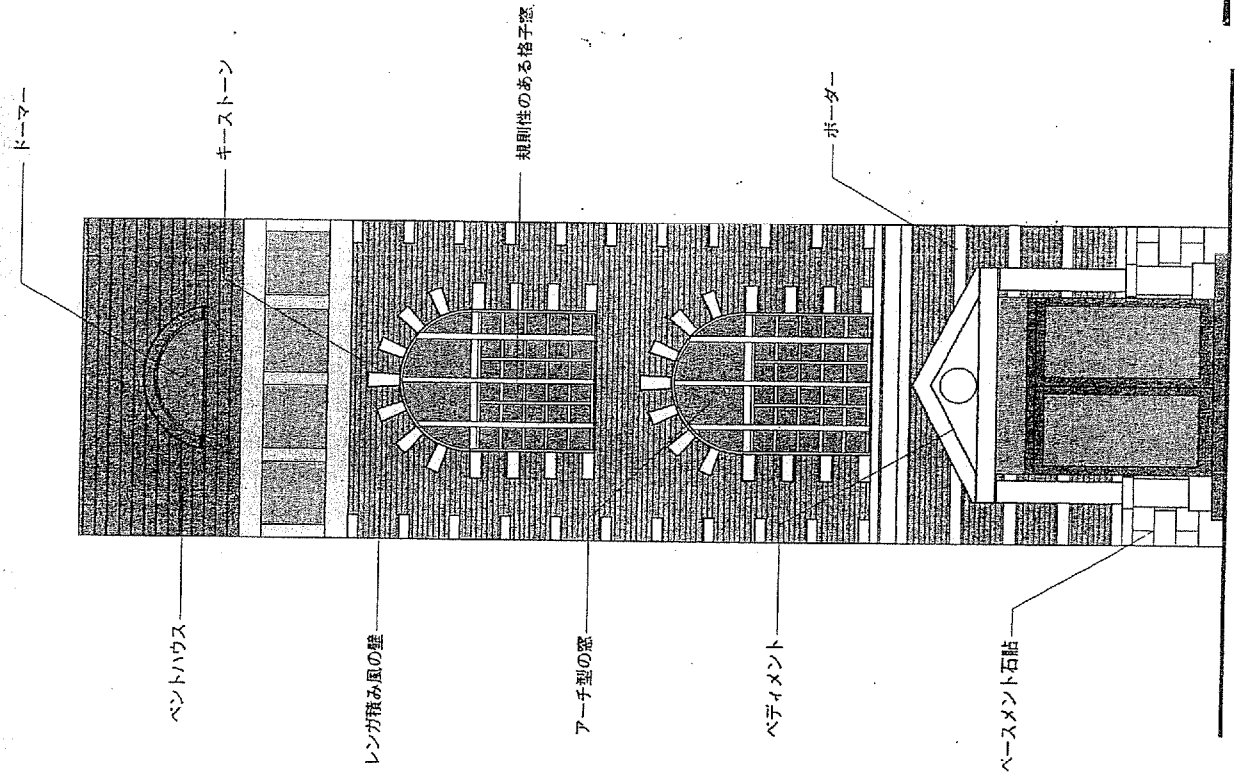 ドーマー
キーストーン
規則性のある格子窓
ボーダー
ペントハウス
レンガ積み風の壁
アーチ型の窓
ペディメント
ベースメント石貼